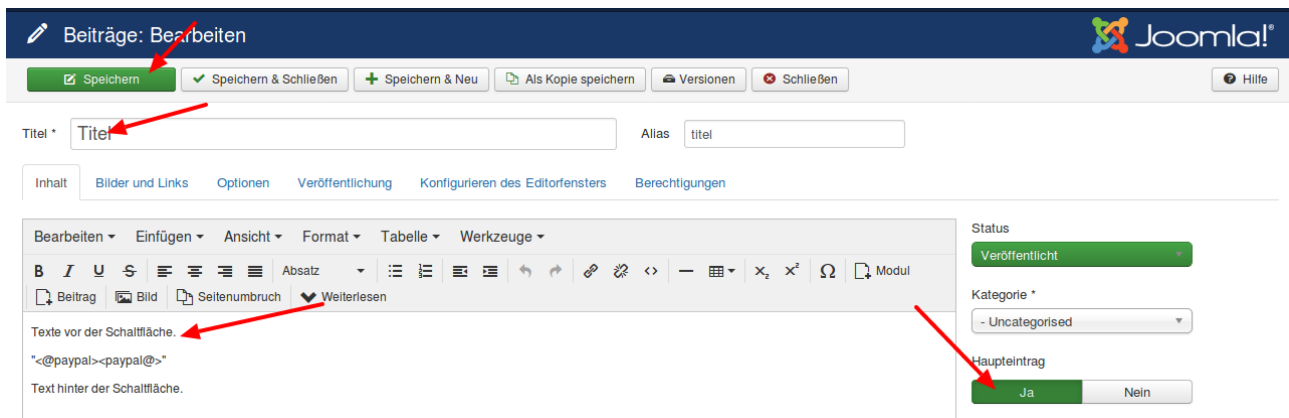 Beiträge: Bearbeiten
Joomla!®
Speichern
Speichern & Schließen
Speichern & Neu
Als Kopie speichern
Versionen
Schließen
Hilfe
Titel *
Titel
Alias
titel
Inhalt
Bilder und Links
Optionen
Veröffentlichung
Konfigurieren des Editorfensters
Berechtigungen
Bearbeiten
Einfügen
Ansicht
Format
Tabelle
Werkzeuge
B I U S
Absatz
Modul
Beitrag
Bild
Seitenumbruch
Weiterlesen
Texte vor der Schaltfläche.
"<@paypal><paypal@>"
Text hinter der Schaltfläche.
Status
Veröffentlicht
Kategorie *
- Uncategorised
Haupteintrag
Ja
Nein